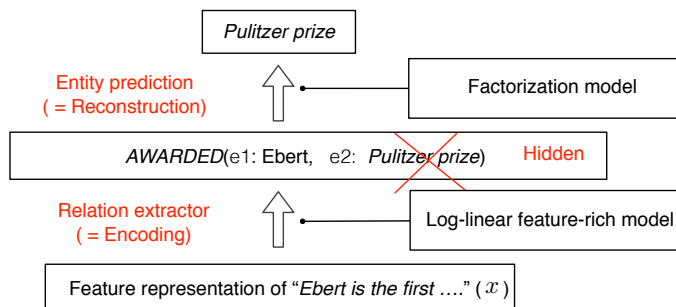 Pulitzer prize
Entity prediction
( = Reconstruction)
Factorization model
AWARDED(e1: Ebert, e2: Pulitzer prize) Hidden
Relation extractor
( = Encoding)
Log-linear feature-rich model
Feature representation of “Ebert is the first ....” (x)